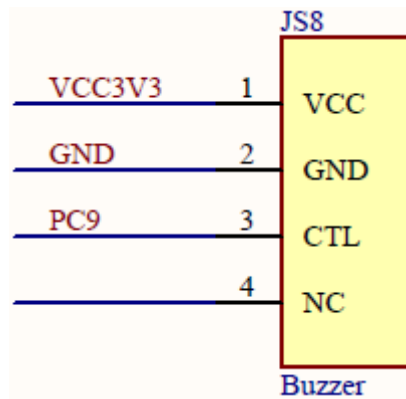 JS8
VCC3V3 1 VCC
GND 2 GND
PC9 3 CTL
4 NC
Buzzer